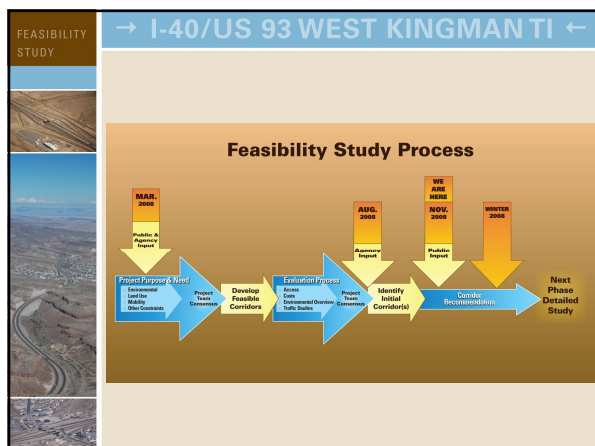 FEASIBILITY
STUDY
→ I-40/US 93 WEST KINGMAN TI ←
Feasibility Study Process
MAR.
2008
Public &
Agency
Input
AUG.
2008
Agency
Input
WE
ARE
HERE
NOV.
2008
Public
Input
WINTER
2008
Project Purpose & Need
Environmental
Land Use
Mobility
Other Constraints
Project
Team
Consensus
Develop
Feasible
Corridors
Evaluation Process
Access
Costs
Environmental Overview
Traffic Studies
Project
Team
Consensus
Identify
Initial
Corridor(s)
Corridor
Recommendation
Next
Phase
Detailed
Study